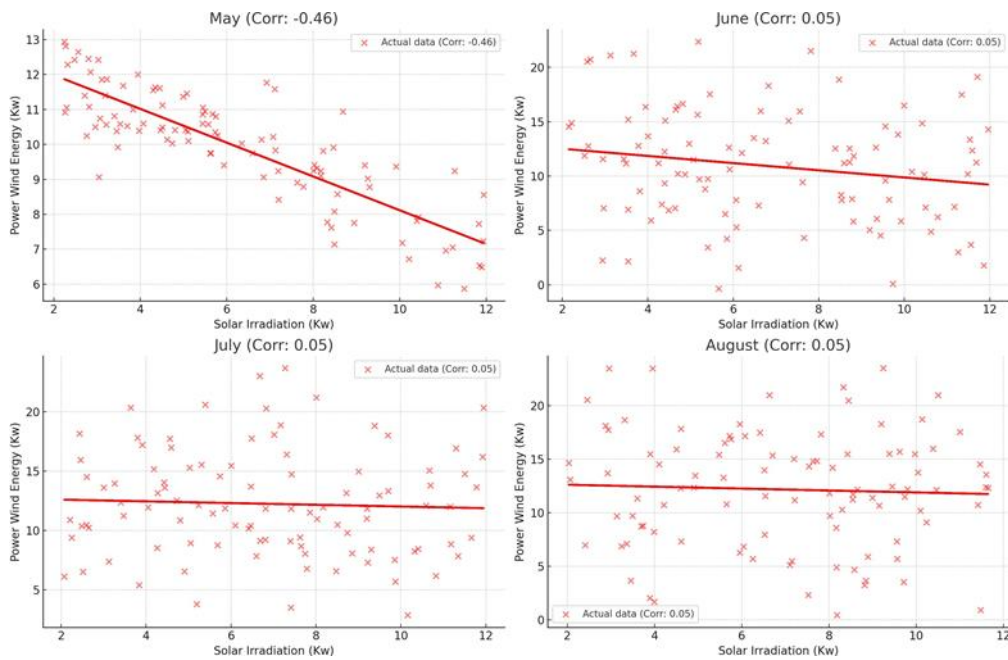 May (Corr: -0.46)
Actual data (Corr: -0.46)
Power Wind Energy (Kw)
13
12
11
10
9
8
7
6
2
4
6
8
10
12
Solar Irradiation (Kw)
June (Corr: 0.05)
Actual data (Corr: 0.05)
Power Wind Energy (Kw)
20
15
10
5
0
2
4
6
8
10
12
Solar Irradiation (Kw)
July (Corr: 0.05)
Actual data (Corr: 0.05)
Power Wind Energy (Kw)
20
15
10
5
2
4
6
8
10
12
Solar Irradiation (Kw)
August (Corr: 0.05)
Power Wind Energy (Kw)
20
15
10
5
0
Actual data (Corr: 0.05)
2
4
6
8
10
12
Solar Irradiation (Kw)